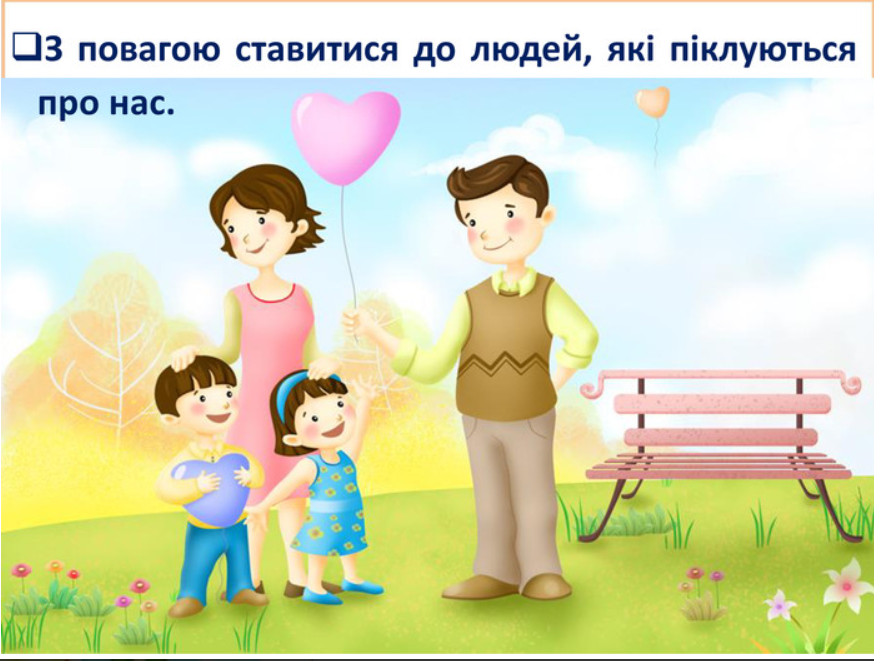 ❑З повагою ставитися до людей, які піклуються
про нас.